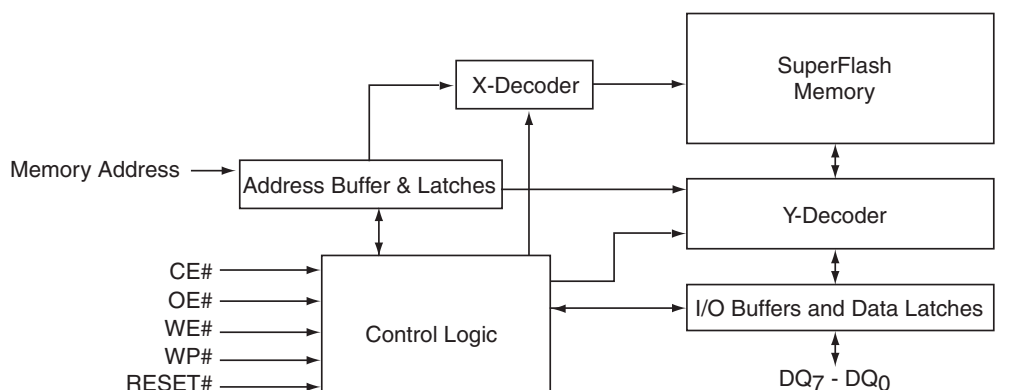 SuperFlash
Memory
X-Decoder
Memory Address
Address Buffer & Latches
Y-Decoder
CE#
I/O Buffers and Data Latches
OE#
WE#
Control Logic
WP#
RESET#
DQ7 - DQ0